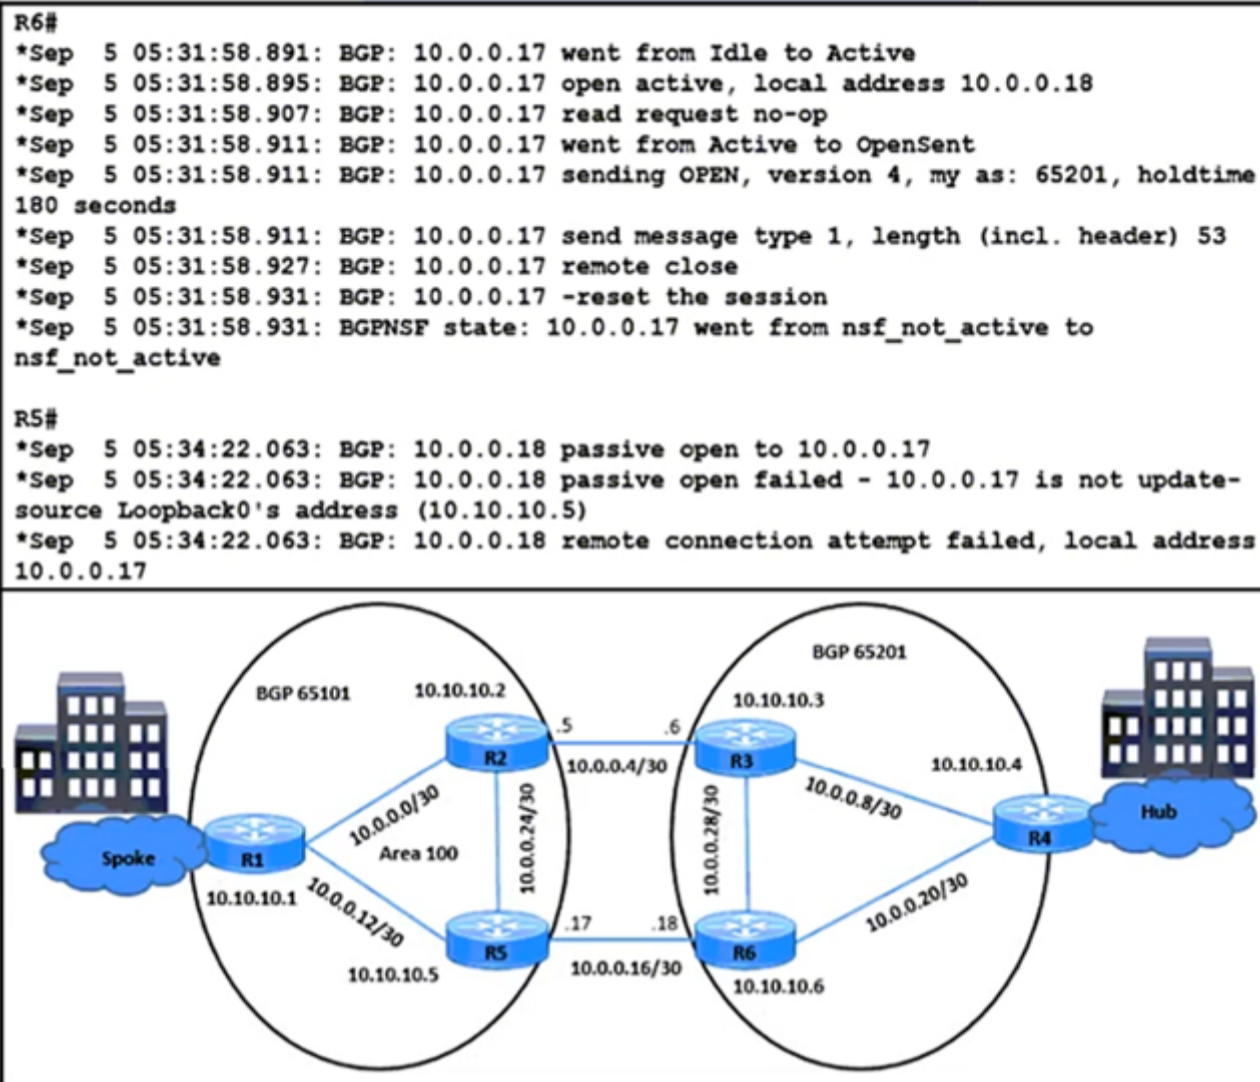 R6#
*Sep  5 05:31:58.891: BGP: 10.0.0.17 went from Idle to Active
*Sep  5 05:31:58.895: BGP: 10.0.0.17 open active, local address 10.0.0.18
*Sep  5 05:31:58.907: BGP: 10.0.0.17 read request no-op
*Sep  5 05:31:58.911: BGP: 10.0.0.17 went from Active to OpenSent
*Sep  5 05:31:58.911: BGP: 10.0.0.17 sending OPEN, version 4, my as: 65201, holdtime
180 seconds
*Sep  5 05:31:58.911: BGP: 10.0.0.17 send message type 1, length (incl. header) 53
*Sep  5 05:31:58.927: BGP: 10.0.0.17 remote close
*Sep  5 05:31:58.931: BGP: 10.0.0.17 -reset the session
*Sep  5 05:31:58.931: BGPNSF state: 10.0.0.17 went from nsf_not_active to
nsf_not_active
R5#
*Sep  5 05:34:22.063: BGP: 10.0.0.18 passive open to 10.0.0.17
*Sep  5 05:34:22.063: BGP: 10.0.0.18 passive open failed - 10.0.0.17 is not update-
source Loopback0's address (10.10.10.5)
*Sep  5 05:34:22.063: BGP: 10.0.0.18 remote connection attempt failed, local address
10.0.0.17
BGP 65101
10.10.10.2
R2
.5
.6
10.0.0.4/30
BGP 65201
10.10.10.3
R3
10.0.0.8/30
10.10.10.4
R4
Hub
10.0.0.0/30
Area 100
10.0.0.24/30
10.0.0.28/30
Spoke
R1
10.10.10.1
10.0.0.12/30
R5
10.10.10.5
.17
.18
10.0.0.16/30
R6
10.10.10.6
10.0.0.20/30